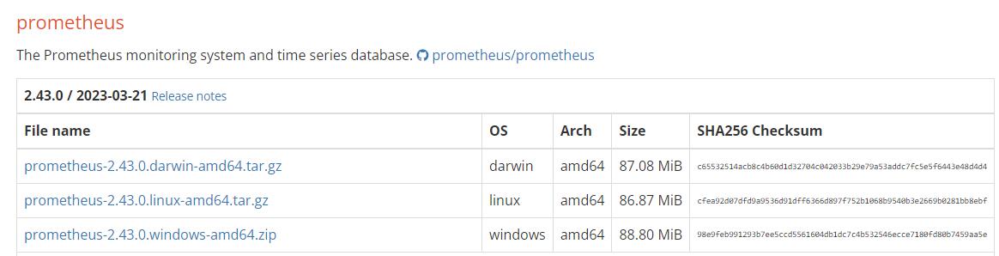 prometheus
The Prometheus monitoring system and time series database. prometheus/prometheus
2.43.0 / 2023-03-21 Release notes
File name OS Arch Size SHA256 Checksum
prometheus-2.43.0.darwin-amd64.tar.gz darwin amd64 87.08 MiB c65532514acb8c4b60d1d32704c042033b29e79a53addc7fc5e5f6443e48d4d4
prometheus-2.43.0.linux-amd64.tar.gz linux amd64 86.87 MiB cfea92d07dfd9a9536d91dff6366d897f752b1068b9540b3e2669b0281bb8ebf
prometheus-2.43.0.windows-amd64.zip windows amd64 88.80 MiB 98e9feb991293b7ee5ccd5561604db1dc7c4b532546ecce7180fd80b7459aa5e